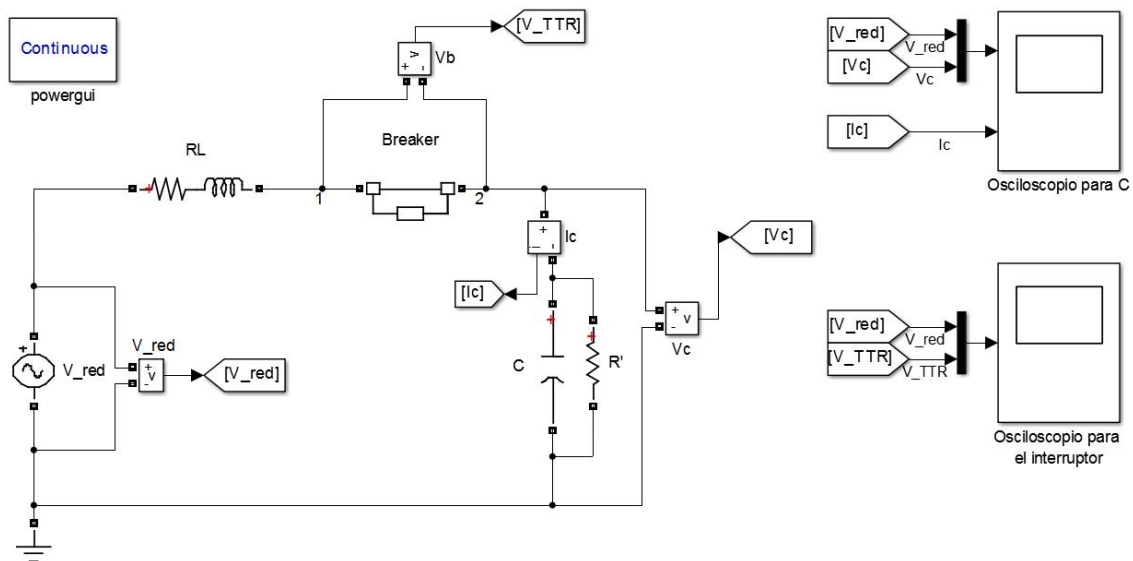 Continuous
powergui
[V_TTR]
v
+ -
Vb
Breaker
RL
+
1
2
+
i -
Ic
[Ic]
+
C
+
R'
[Vc]
+
- v
Vc
+
V_red
V_red
+ v
-
[V_red]
[V_red]
V_red
[Vc]
Vc
[Ic]
Ic
Osciloscopio para C
[V_red]
V_red
[V_TTR]
V_TTR
Osciloscopio para
el interruptor